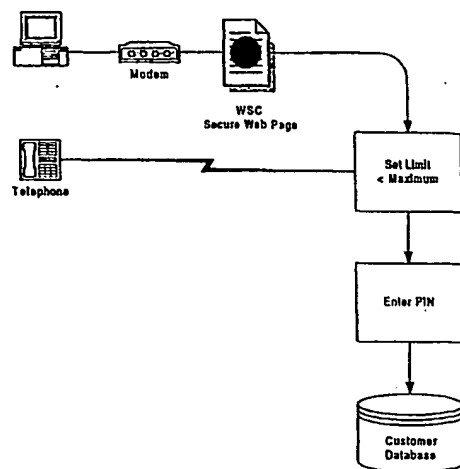 Modem
WSC
Secure Web Page
Telephone
Set Limit
< Maximum
Enter PIN
Customer
Database